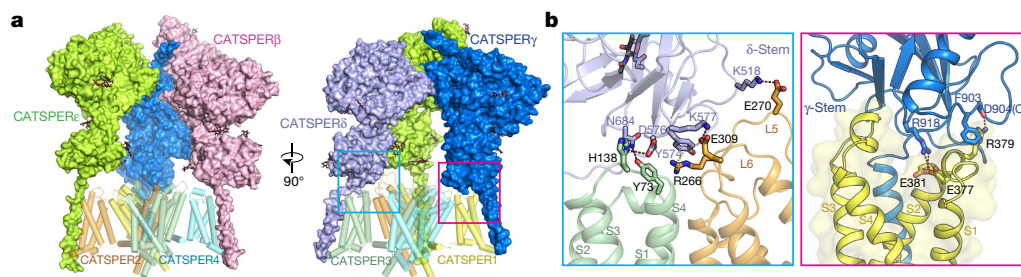 a
CATSPERβ
CATSPERε
CATSPER2
CATSPER4
90°
CATSPERγ
CATSPERδ
CATSPER3
CATSPER1
b
δ-Stem
K518
E270
L5
K577
N684
D576
E309
Y574
L6
H138
R266
Y73
S4
S3
S2
S1
γ-Stem
F903
D904(O
R918
R379
E381
E377
S3
S2
S4
S1